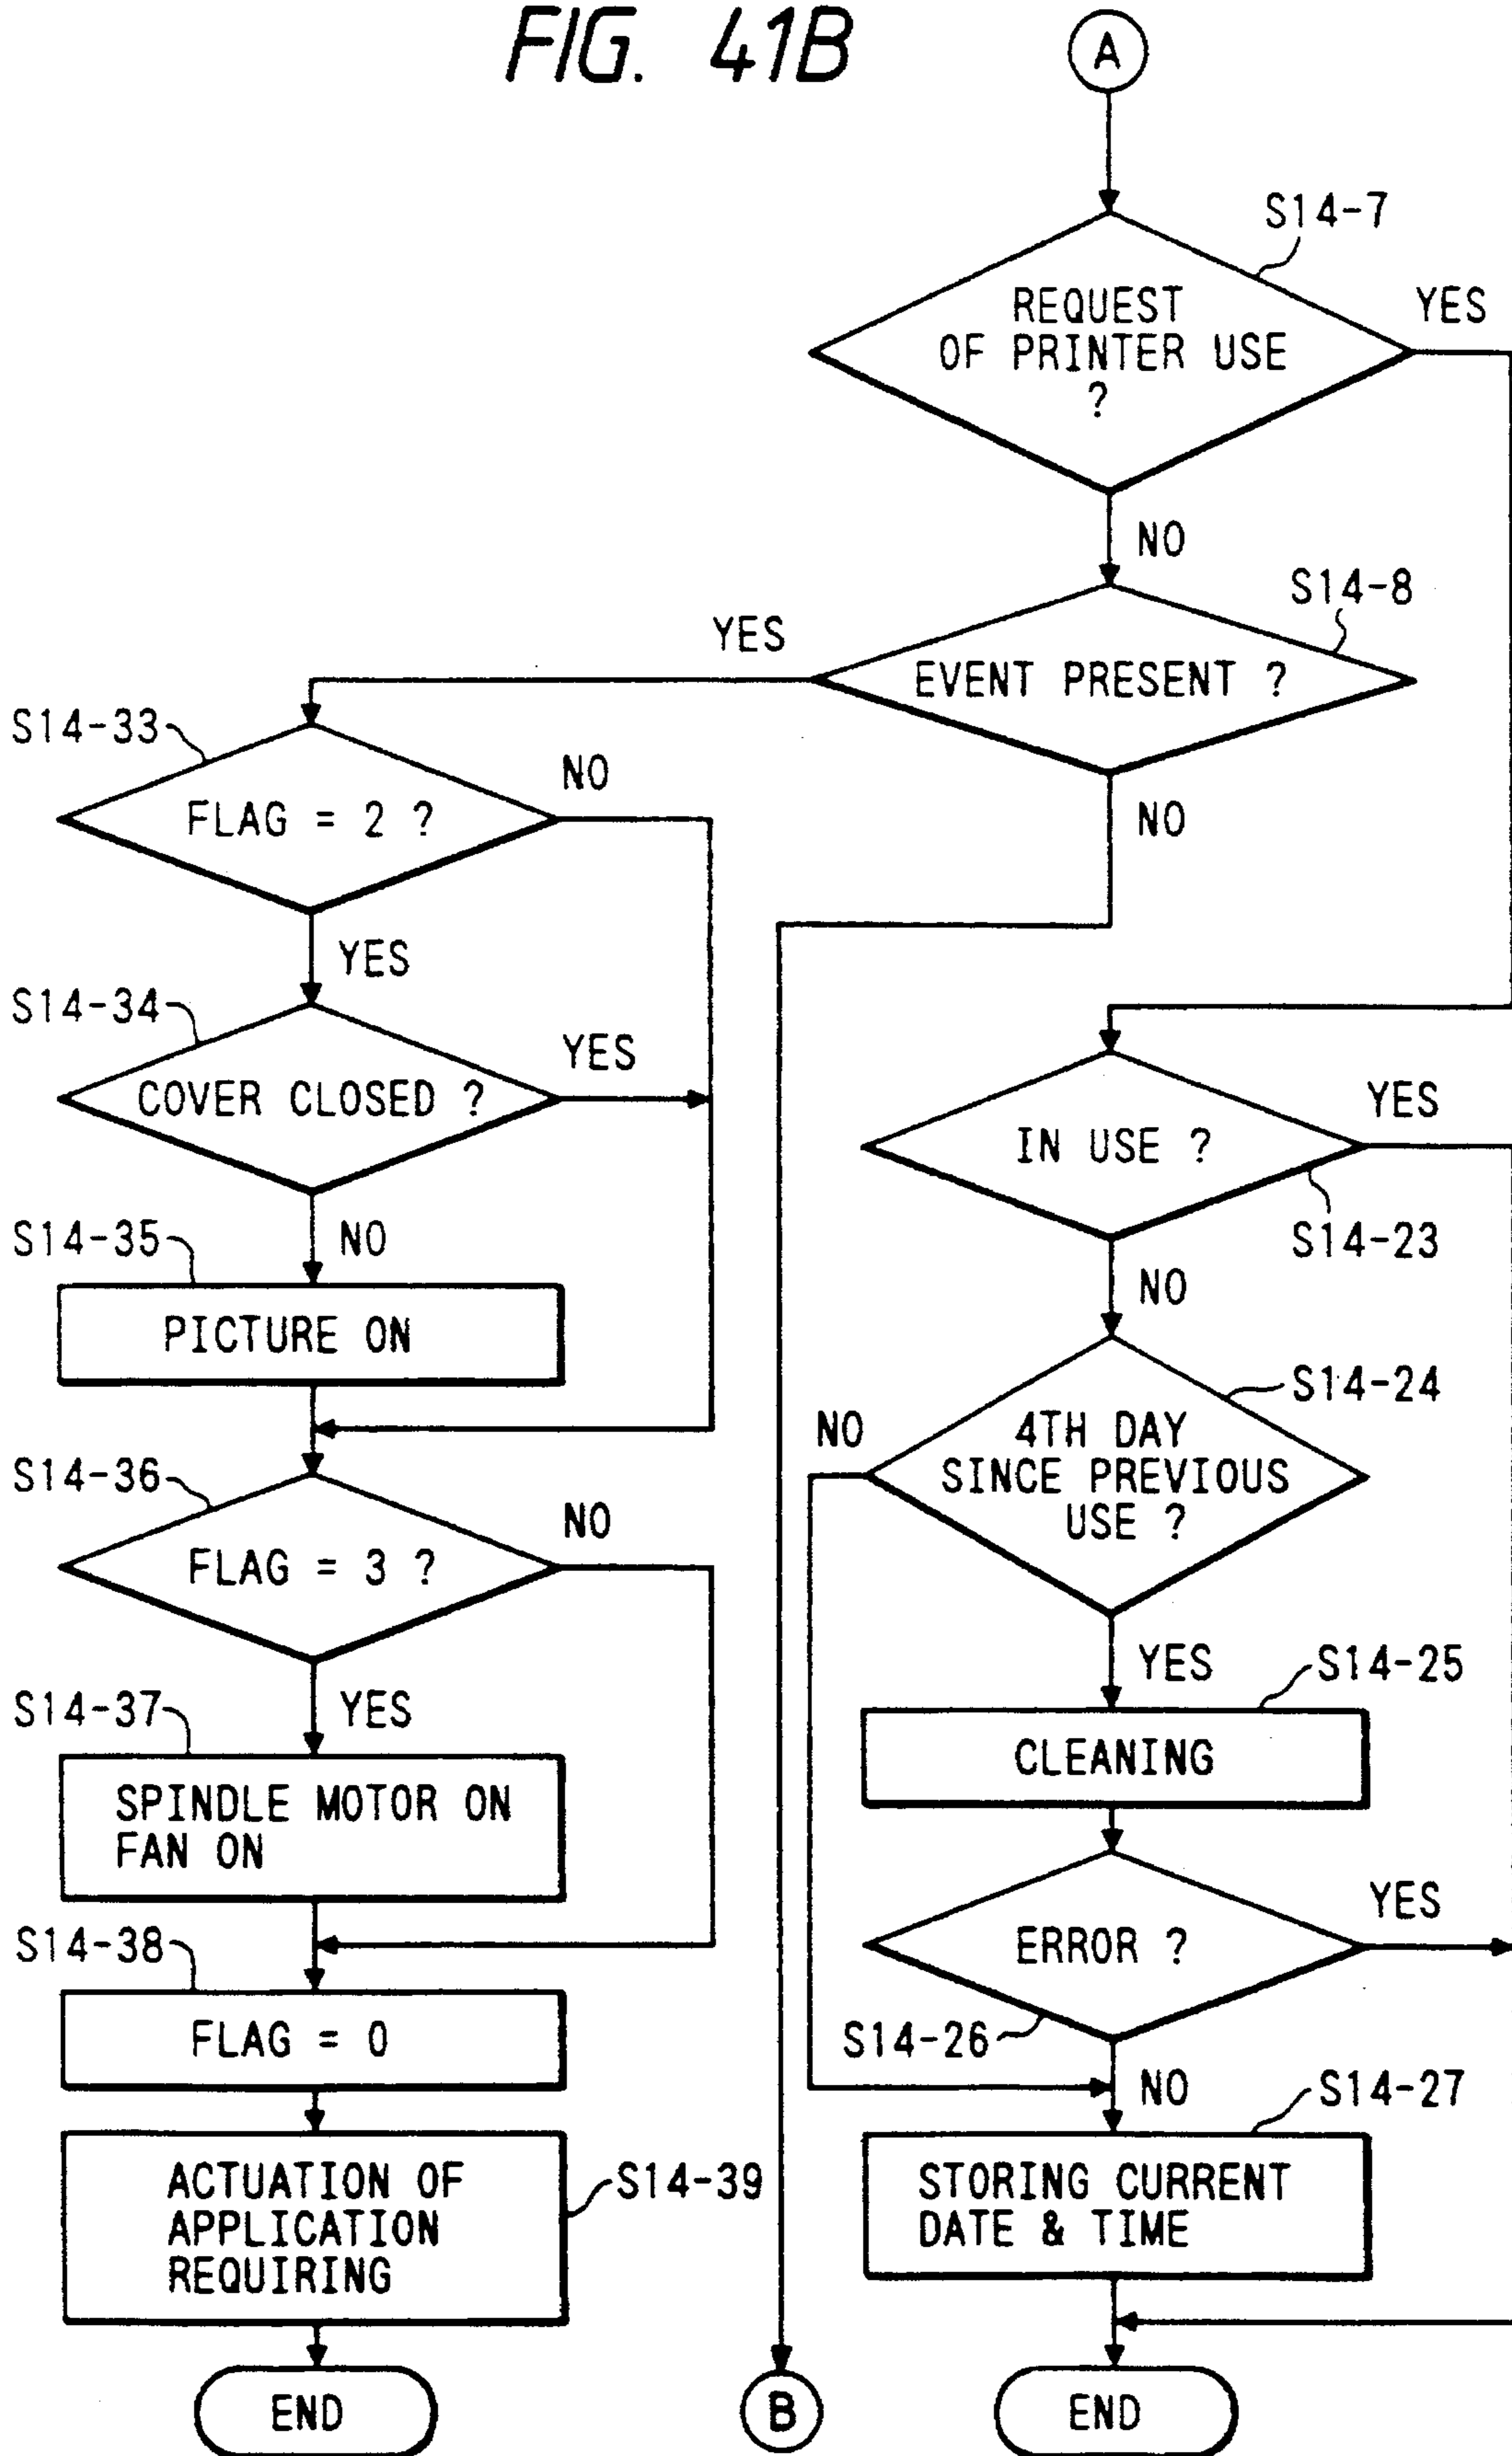 FIG. 41B
A
S14-7
REQUEST
OF PRINTER USE
?
YES
NO
S14-8
EVENT PRESENT ?
YES
NO
S14-33
FLAG = 2 ?
NO
YES
S14-34
COVER CLOSED ?
YES
NO
S14-35
PICTURE ON
S14-36
FLAG = 3 ?
NO
YES
S14-37
SPINDLE MOTOR ON
FAN ON
S14-38
FLAG = 0
ACTUATION OF
APPLICATION
REQUIRING
S14-39
END
B
IN USE ?
YES
S14-23
NO
S14-24
4TH DAY
SINCE PREVIOUS
USE ?
NO
YES
S14-25
CLEANING
ERROR ?
YES
S14-26
NO
S14-27
STORING CURRENT
DATE & TIME
END